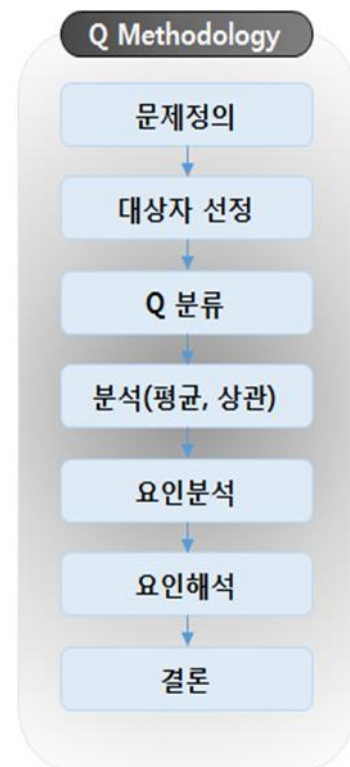 Q Methodology
문제정의
대상자 선정
Q 분류
분석(평균, 상관)
요인분석
요인해석
결론